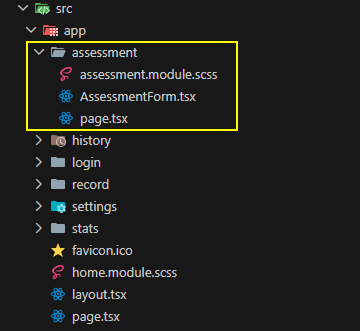 src
app
assessment
assessment.module.scss
AssessmentForm.tsx
page.tsx
history
login
record
settings
stats
favicon.ico
home.module.scss
layout.tsx
page.tsx